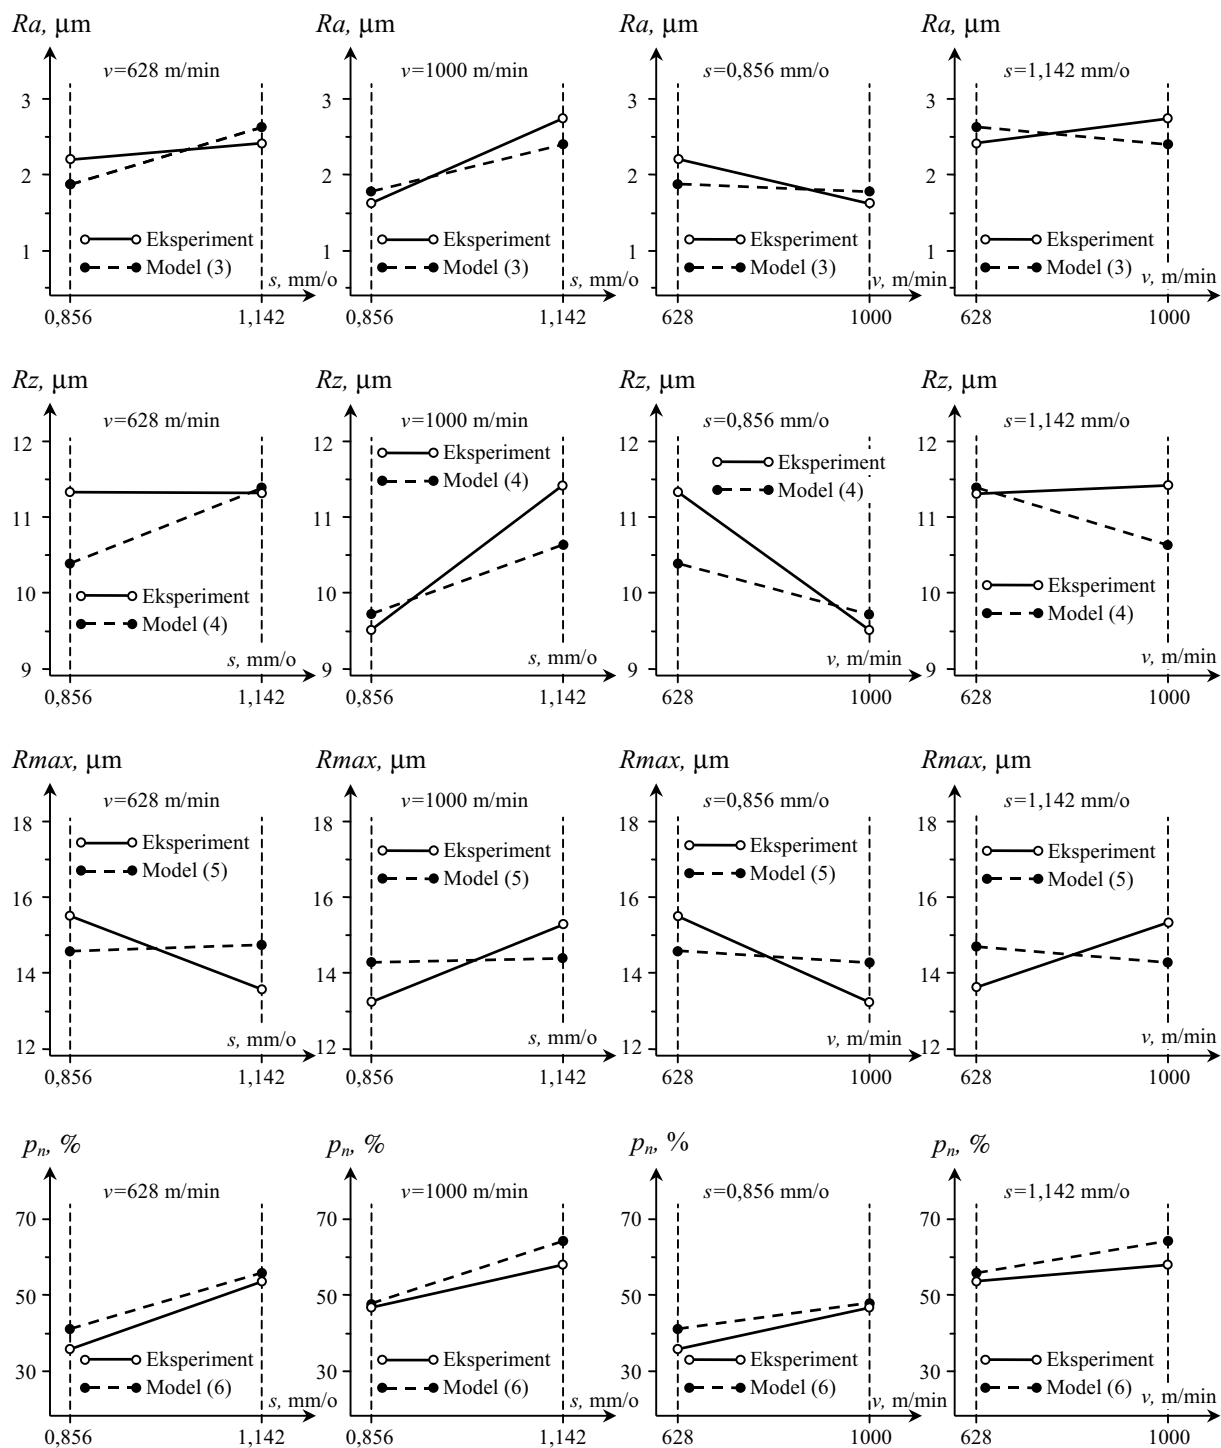 Ra, μm Ra, μm Ra, μm Ra, μm
v=628 m/min v=1000 m/min s=0,856 mm/o s=1,142 mm/o
3 3 3 3
2 2 2 2
Eksperiment Eksperiment Eksperiment Eksperiment
1 1 1 1
Model (3) Model (3) Model (3) Model (3)
s, mm/o s, mm/o v, m/min v, m/min
0,856 1,142 0,856 1,142 628 1000 628 1000
Rz, μm Rz, μm Rz, μm Rz, μm
v=628 m/min v=1000 m/min s=0,856 mm/o s=1,142 mm/o
12 12 12 12
Eksperiment Eksperiment
Model (4) Model (4)
11 11 11 11
Eksperiment Eksperiment
10 10 10 10
Model (4) Model (4)
s, mm/o s, mm/o v, m/min v, m/min
9 9 9 9
0,856 1,142 0,856 1,142 628 1000 628 1000
Rmax, μm Rmax, μm Rmax, μm Rmax, μm
v=628 m/min v=1000 m/min s=0,856 mm/o s=1,142 mm/o
18 18 18 18
Eksperiment Eksperiment Eksperiment Eksperiment
Model (5) Model (5) Model (5) Model (5)
16 16 16 16
14 14 14 14
s, mm/o s, mm/o v, m/min v, m/min
12 12 12 12
0,856 1,142 0,856 1,142 628 1000 628 1000
pn, % pn, % pn, % pn, %
v=628 m/min v=1000 m/min s=0,856 mm/o s=1,142 mm/o
70 70 70 70
50 50 50 50
Eksperiment Eksperiment Eksperiment Eksperiment
30 30 30 30
Model (6) Model (6) Model (6) Model (6)
s, mm/o s, mm/o v, m/min v, m/min
0,856 1,142 0,856 1,142 628 1000 628 1000